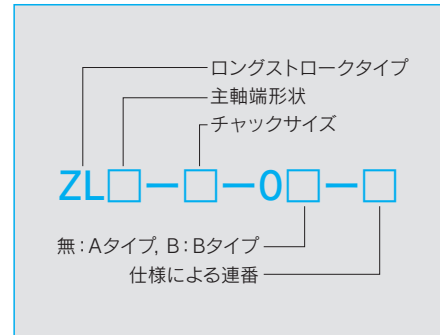 ロングストロークタイプ
主軸端形状
チャックサイズ
ZL□－□－0□－□
無：Aタイプ, B：Bタイプ
仕様による連番